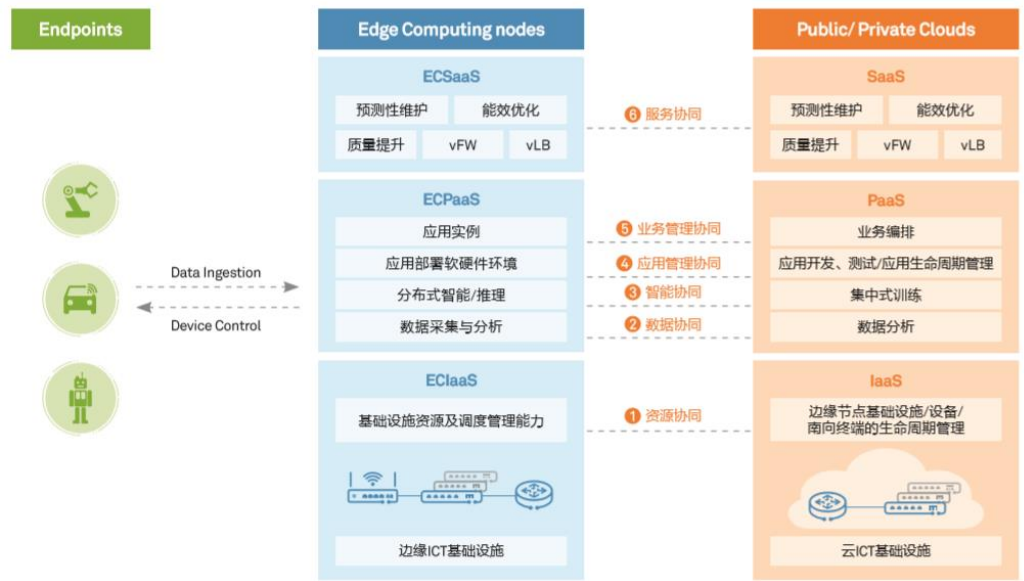 Endpoints
Edge Computing nodes
Public/ Private Clouds
ECSaaS
预测性维护
能效优化
质量提升
vFW
vLB
❻ 服务协同
SaaS
预测性维护
能效优化
质量提升
vFW
vLB
Data Ingestion
Device Control
ECPaaS
应用实例
应用部署软硬件环境
分布式智能/推理
数据采集与分析
❺ 业务管理协同
❹ 应用管理协同
❸ 智能协同
❷ 数据协同
PaaS
业务编排
应用开发、测试/应用生命周期管理
集中式训练
数据分析
ECIaaS
基础设施资源及调度管理能力
边缘ICT基础设施
❶ 资源协同
IaaS
边缘节点基础设施/设备/
南向终端的生命周期管理
云ICT基础设施